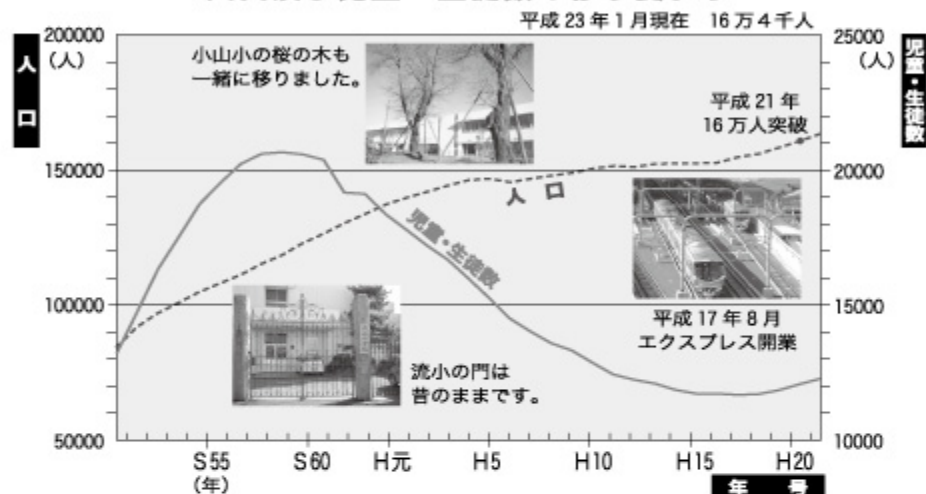 平成23年1月現在 16万4千人
200000
(人)
人口
25000
(人)
児童・生徒数
小山小の桜の木も
一緒に移りました。
平成21年
16万人突破
150000
20000
人口
児童・生徒数
100000
15000
平成17年8月
エクスプレス開業
流小の門は
昔のままです。
50000
10000
S55 S60 H元 H5 H10 H15 H20
(年)
年号